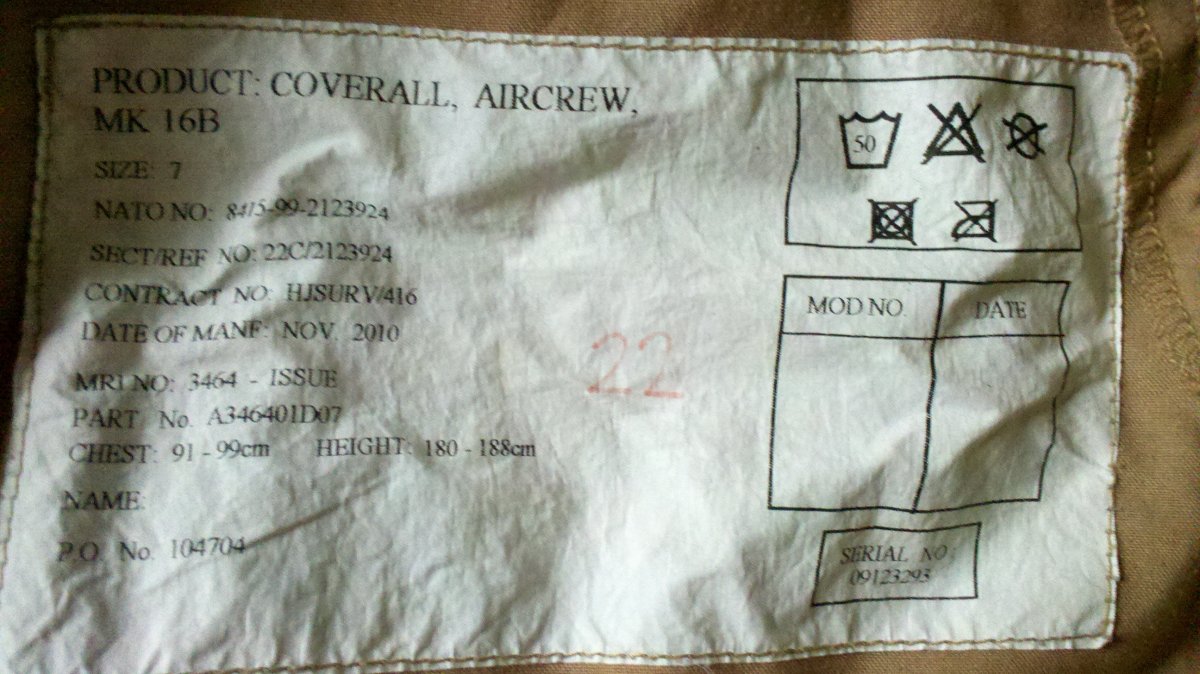 PRODUCT: COVERALL, AIRCREW,
MK 16B
SIZE: 7
NATO NO: 8415-99-2123924
SECT/REF NO: 22C/2123924
CONTRACT NO: HJSURV/416
DATE OF MANF: NOV. 2010
MRI NO: 3464 - ISSUE
PART No. A346401D07
CHEST: 91 - 99cm HEIGHT: 180 - 188cm
NAME:
P.O. No. 104704
22
50
MOD NO. DATE
SERIAL NO:
09123293